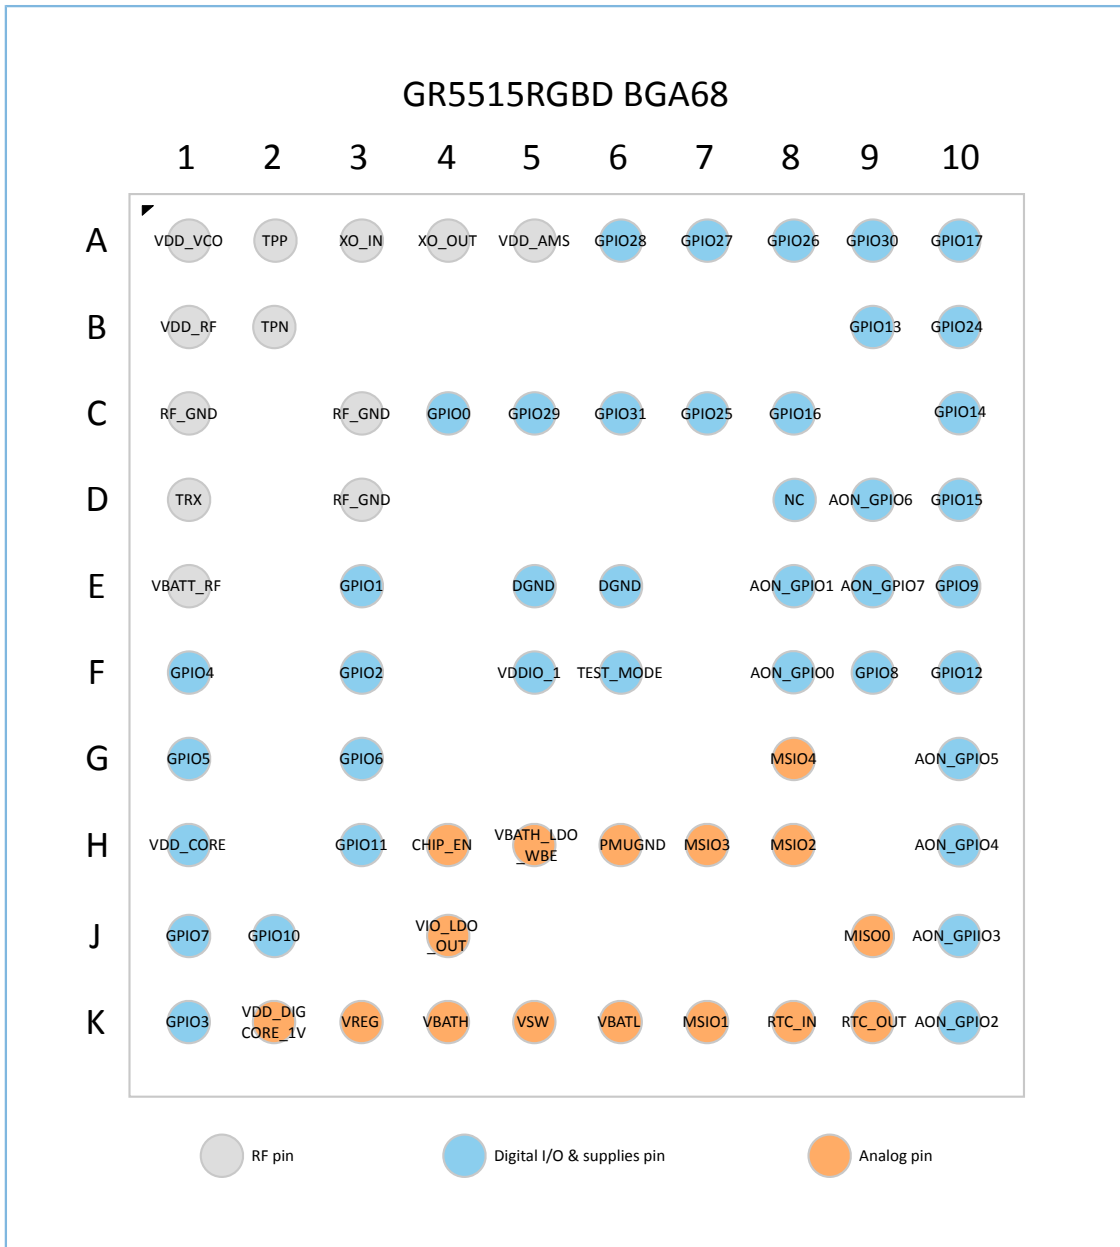 GR5515RGBD BGA68
1 2 3 4 5 6 7 8 9 10
A VDD_VCO TPP XO_IN XO_OUT VDD_AMS GPIO28 GPIO27 GPIO26 GPIO30 GPIO17
B VDD_RF TPN GPIO13 GPIO24
C RF_GND RF_GND GPIO0 GPIO29 GPIO31 GPIO25 GPIO16 GPIO14
D TRX RF_GND NC AON_GPIO6 GPIO15
E VBATT_RF GPIO1 DGND DGND AON_GPIO1 AON_GPIO7 GPIO9
F GPIO4 GPIO2 VDDIO_1 TEST_MODE AON_GPIO0 GPIO8 GPIO12
G GPIO5 GPIO6 MSIO4 AON_GPIO5
H VDD_CORE GPIO11 CHIP_EN VBATH_LDO
_WBE PMUGND MSIO3 MSIO2 AON_GPIO4
J GPIO7 GPIO10 VIO_LDO
_OUT MISO0 AON_GPIIO3
K GPIO3 VDD_DIG
CORE_1V VREG VBATH VSW VBATL MSIO1 RTC_IN RTC_OUT AON_GPIO2
RF pin Digital I/O & supplies pin Analog pin